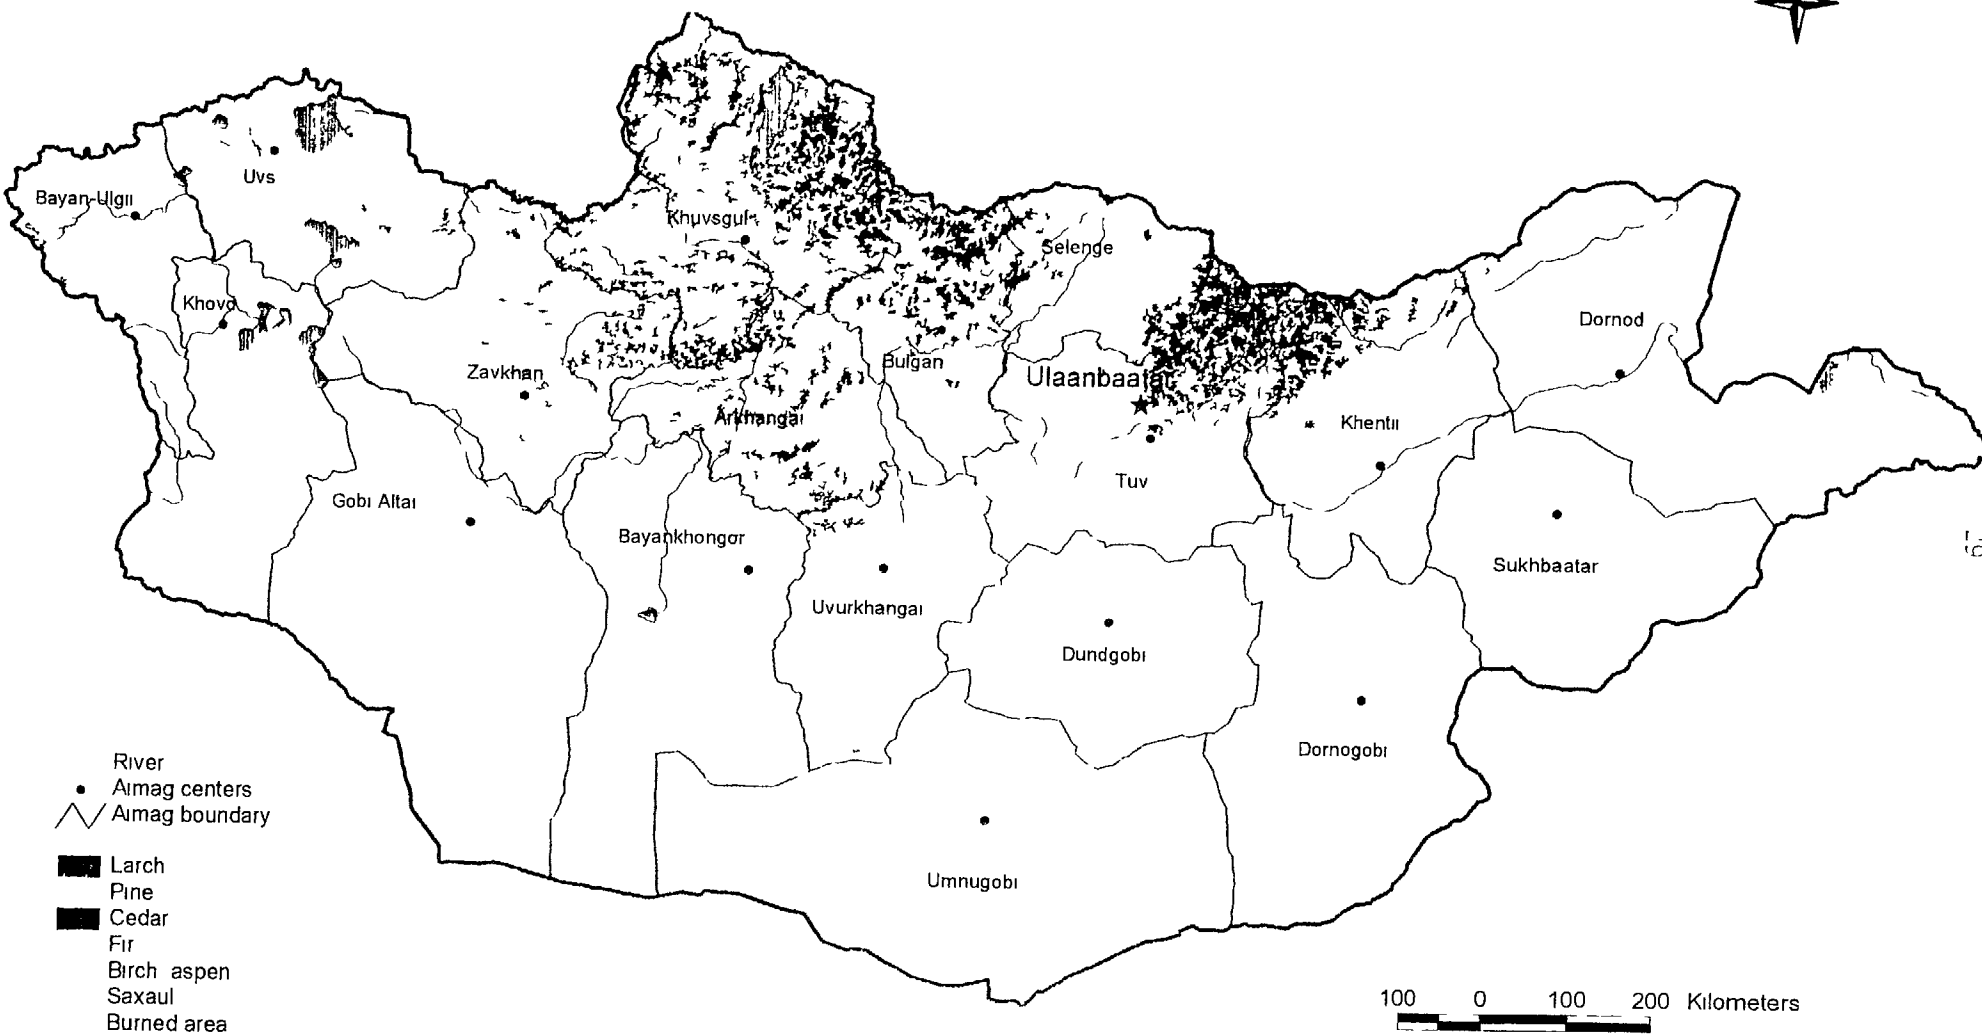 Uvs
Bayan-Ulgii
Khuvsgul
Selenge
Khovd
Dornod
Zavkhan
Bulgan
Ulaanbaatar
Arkhangai
Khentii
Tuv
Gobi Altai
Bayankhongor
Sukhbaatar
Uvurkhangai
Dundgobi
Dornogobi
Umnugobi
River
Aimag centers
Aimag boundary
Larch
Pine
Cedar
Fir
Birch aspen
Saxaul
Burned area
100 0 100 200 Kilometers